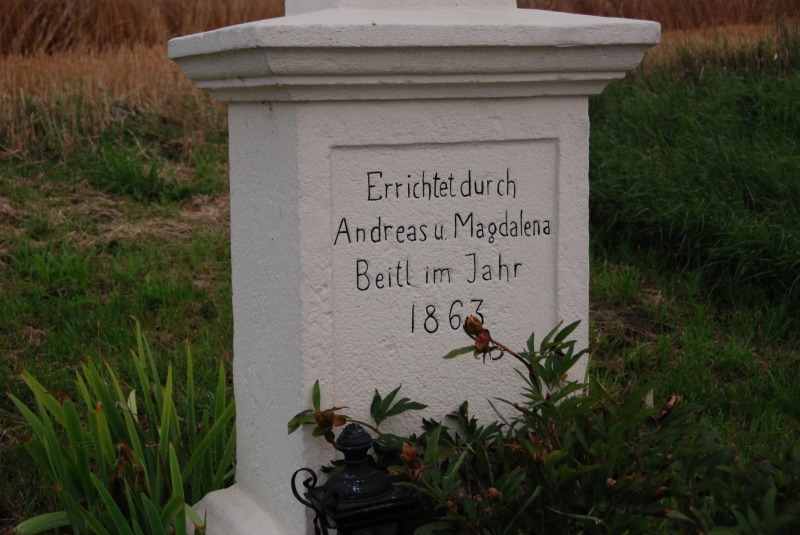 Errichtet durch
Andreas u. Magdalena
Beitl im Jahr
1863